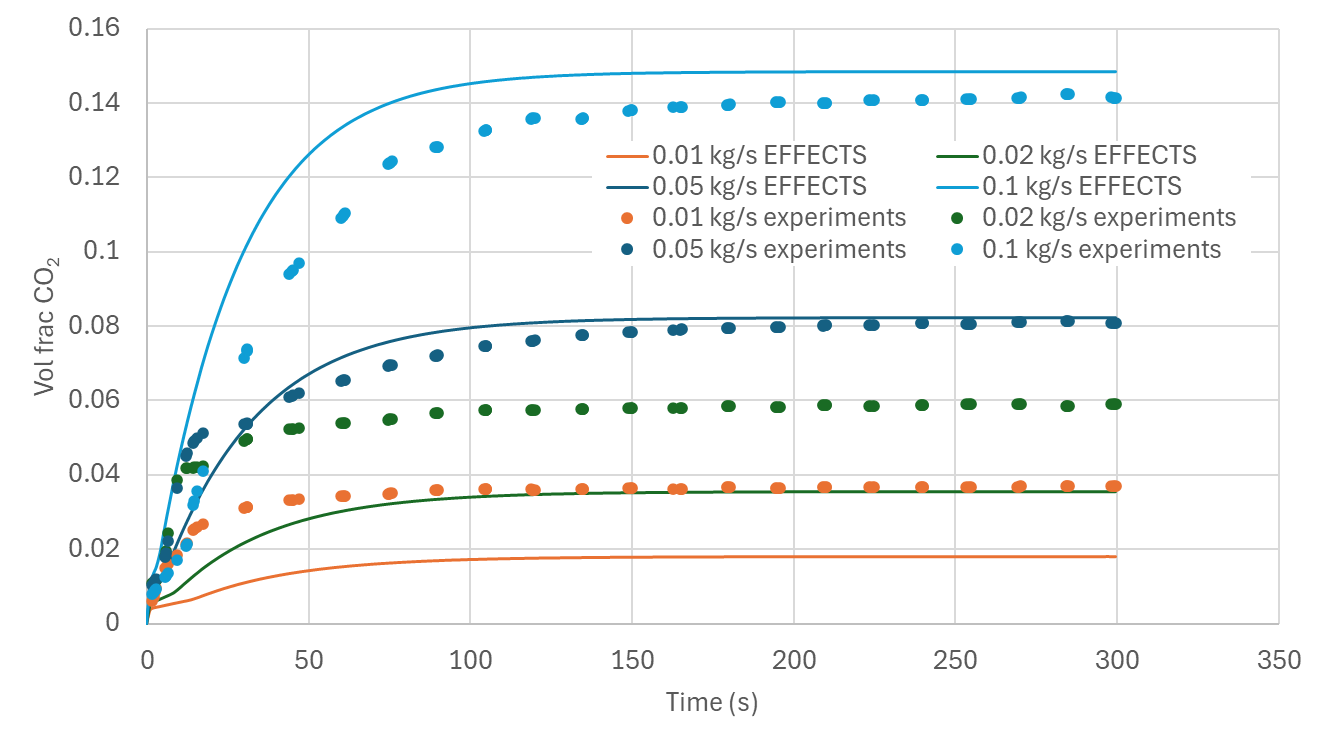 0.16
0.14
0.12
0.1
0.08
0.06
0.04
0.02
0
Vol frac CO₂
0.01 kg/s EFFECTS
0.02 kg/s EFFECTS
0.05 kg/s EFFECTS
0.1 kg/s EFFECTS
0.01 kg/s experiments
0.02 kg/s experiments
0.05 kg/s experiments
0.1 kg/s experiments
0 50 100 150 200 250 300 350
Time (s)